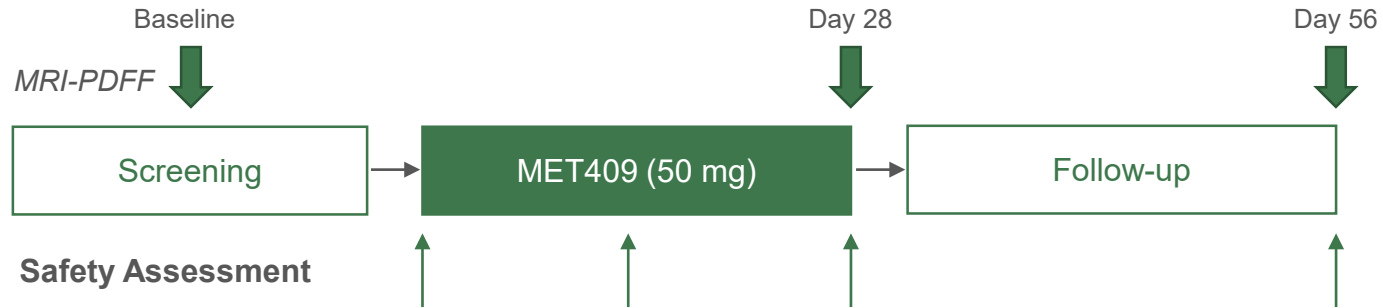 Baseline
Day 28
Day 56
MRI-PDFF
Screening
MET409 (50 mg)
Follow-up
Safety Assessment